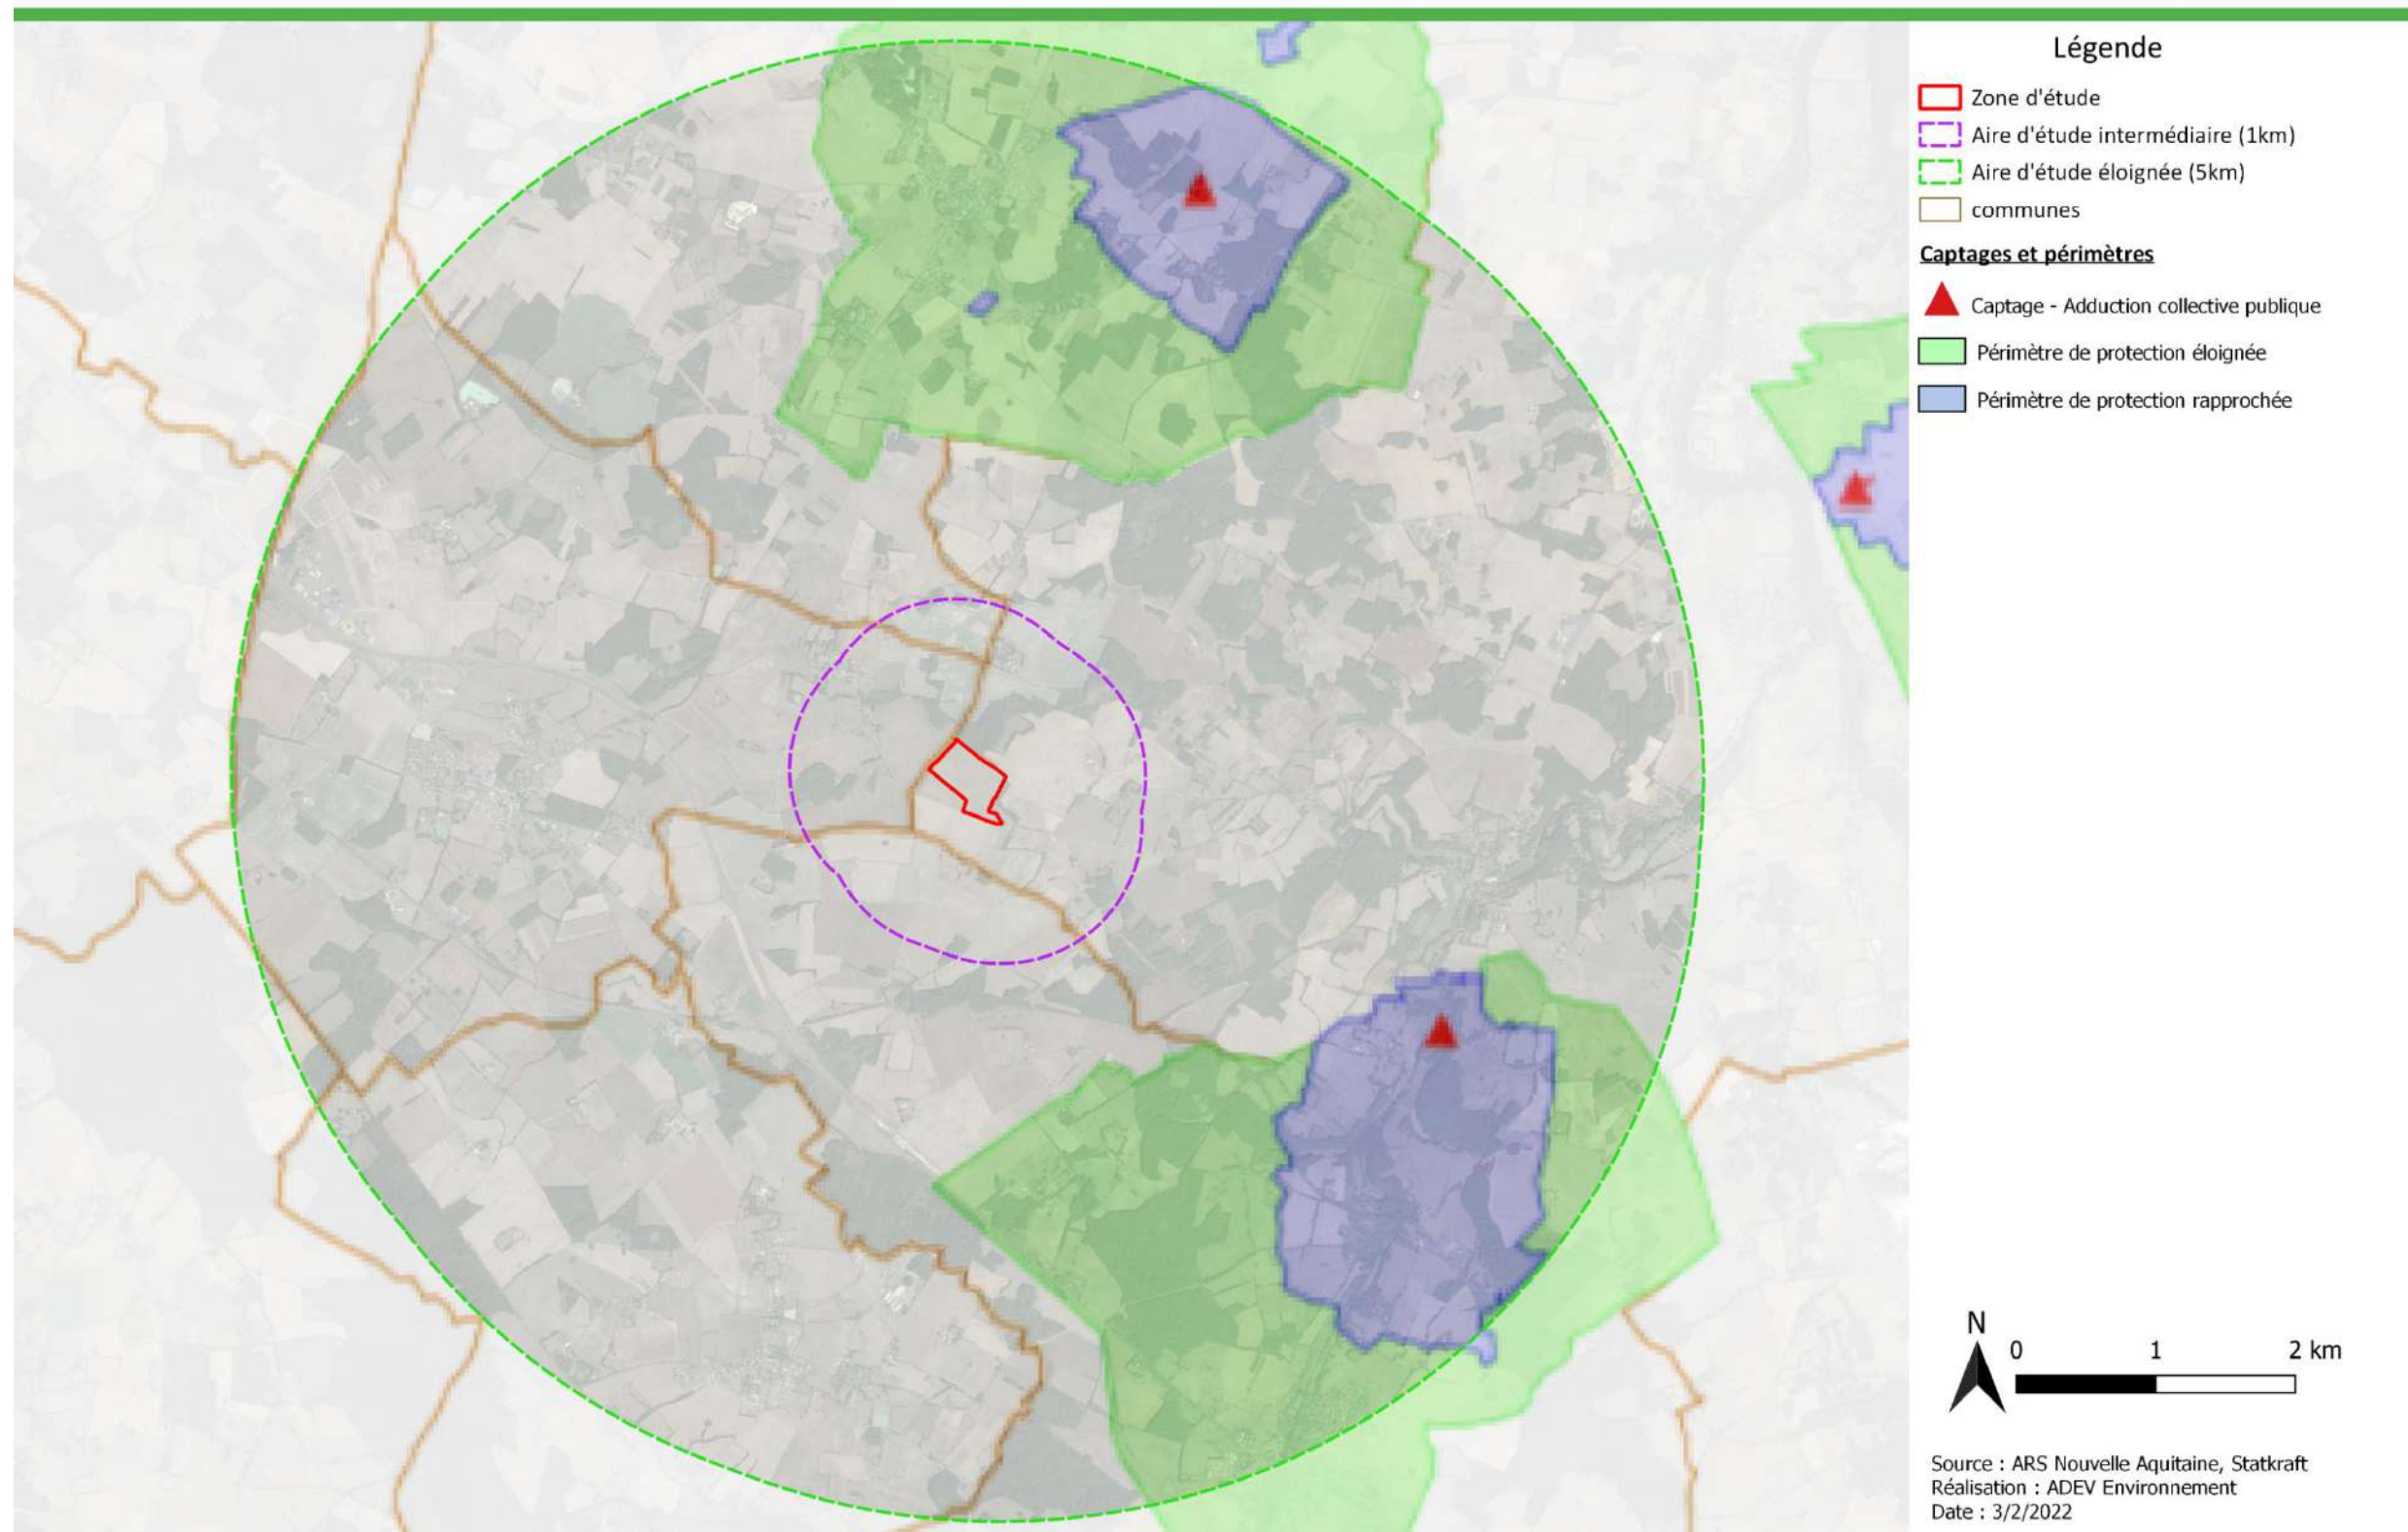 Légende
Zone d'étude
Aire d'étude intermédiaire (1km)
Aire d'étude éloignée (5km)
communes
Captages et périmètres
Captage - Adduction collective publique
Périmètre de protection éloignée
Périmètre de protection rapprochée
N
0 1 2 km
Source : ARS Nouvelle Aquitaine, Statkraft
Réalisation : ADEV Environnement
Date : 3/2/2022